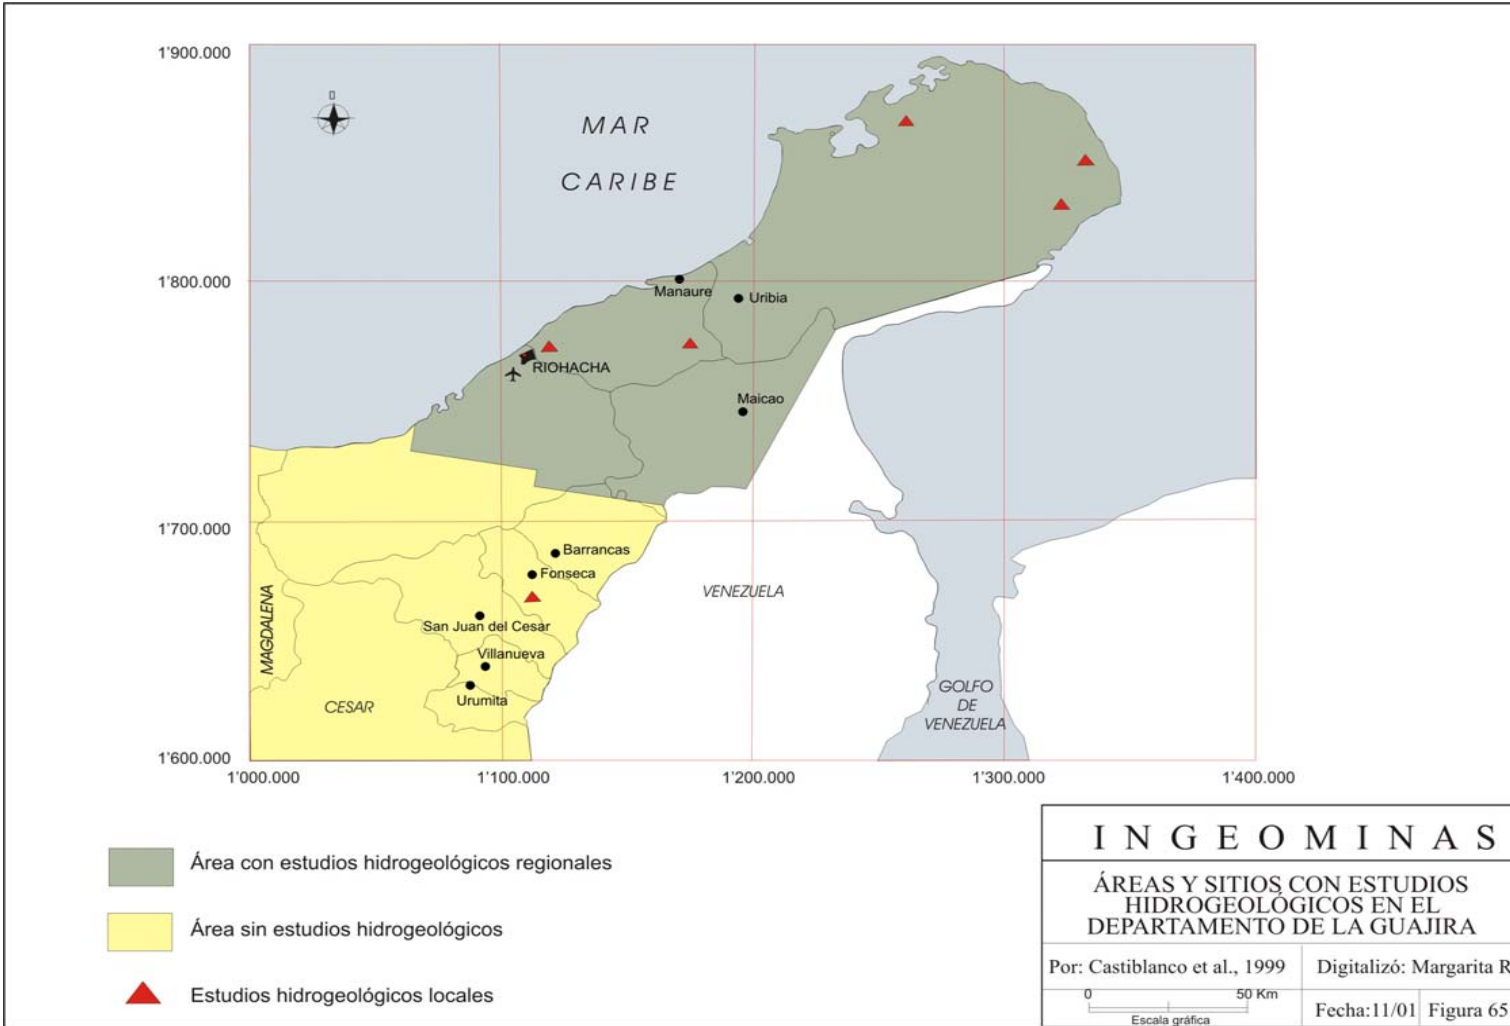 1'900.000
MAR
CARIBE
1'800.000
Manaure
Uribia
RIOHACHA
Maicao
1'700.000
Barrancas
Fonseca
VENEZUELA
MAGDALENA
San Juan del Cesar
Villanueva
Urumita
CESAR
GOLFO
DE
VENEZUELA
1'600.000
1'000.000
1'100.000
1'200.000
1'300.000
1'400.000
Área con estudios hidrogeológicos regionales
Área sin estudios hidrogeológicos
Estudios hidrogeológicos locales
INGEOMINAS
ÁREAS Y SITIOS CON ESTUDIOS
HIDROGEOLÓGICOS EN EL
DEPARTAMENTO DE LA GUAJIRA
Por: Castiblanco et al., 1999
Digitalizó: Margarita R
0 50 Km
Escala gráfica
Fecha:11/01
Figura 65